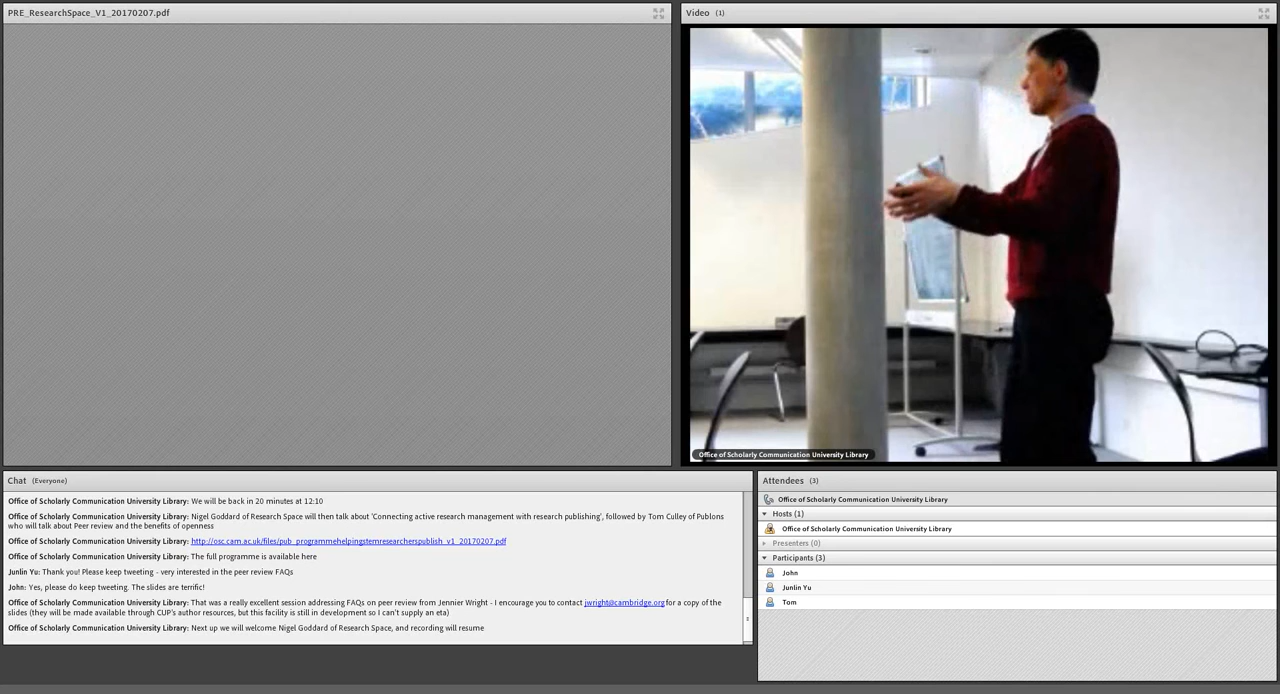 PRE_ResearchSpace_V1_20170207.pdf
Video (1)
Office of Scholarly Communication University Library
Chat (Everyone)
Office of Scholarly Communication University Library: We will be back in 20 minutes at 12:10
Office of Scholarly Communication University Library: Nigel Goddard of Research Space will then talk about 'Connecting active research management with research publishing', followed by Tom Culley of Publons
who will talk about Peer review and the benefits of openness
Office of Scholarly Communication University Library: http://osc.cam.ac.uk/files/pub_programmehelpingstemresearcherspublish_v1_20170207.pdf
Office of Scholarly Communication University Library: The full programme is available here
Junlin Yu: Thank you! Please keep tweeting - very interested in the peer review FAQs
John: Yes, please do keep tweeting. The slides are terrific!
Office of Scholarly Communication University Library: That was a really excellent session addressing FAQs on peer review from Jennier Wright - I encourage you to contact jwright@cambridge.org for a copy of the
slides (they will be made available through CUP's author resources, but this facility is still in development so I can't supply an eta)
Office of Scholarly Communication University Library: Next up we will welcome Nigel Goddard of Research Space, and recording will resume
Attendees (3)
Office of Scholarly Communication University Library
Hosts (1)
Office of Scholarly Communication University Library
Presenters (0)
Participants (3)
John
Junlin Yu
Tom